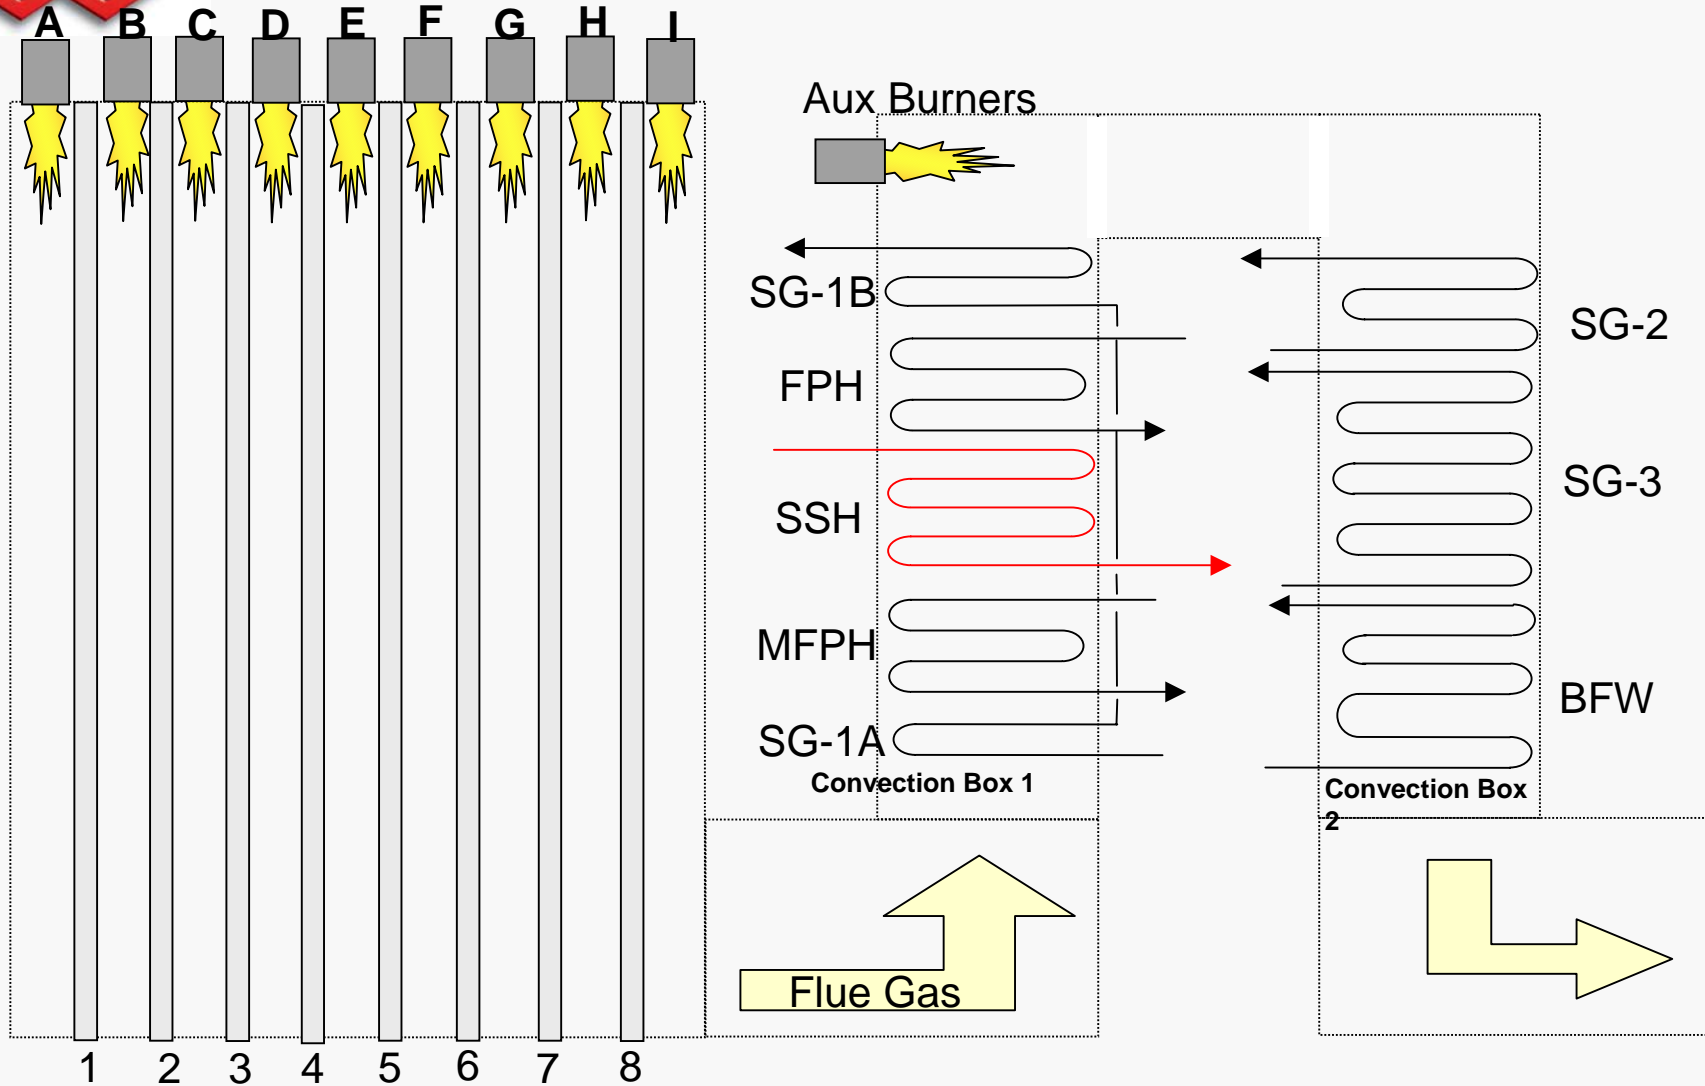 A B C D E F G H I
Aux Burners
SG-1B
FPH
SSH
MFPH
SG-1A
Convection Box 1
SG-2
SG-3
BFW
Convection Box
2
Flue Gas
1 2 3 4 5 6 7 8